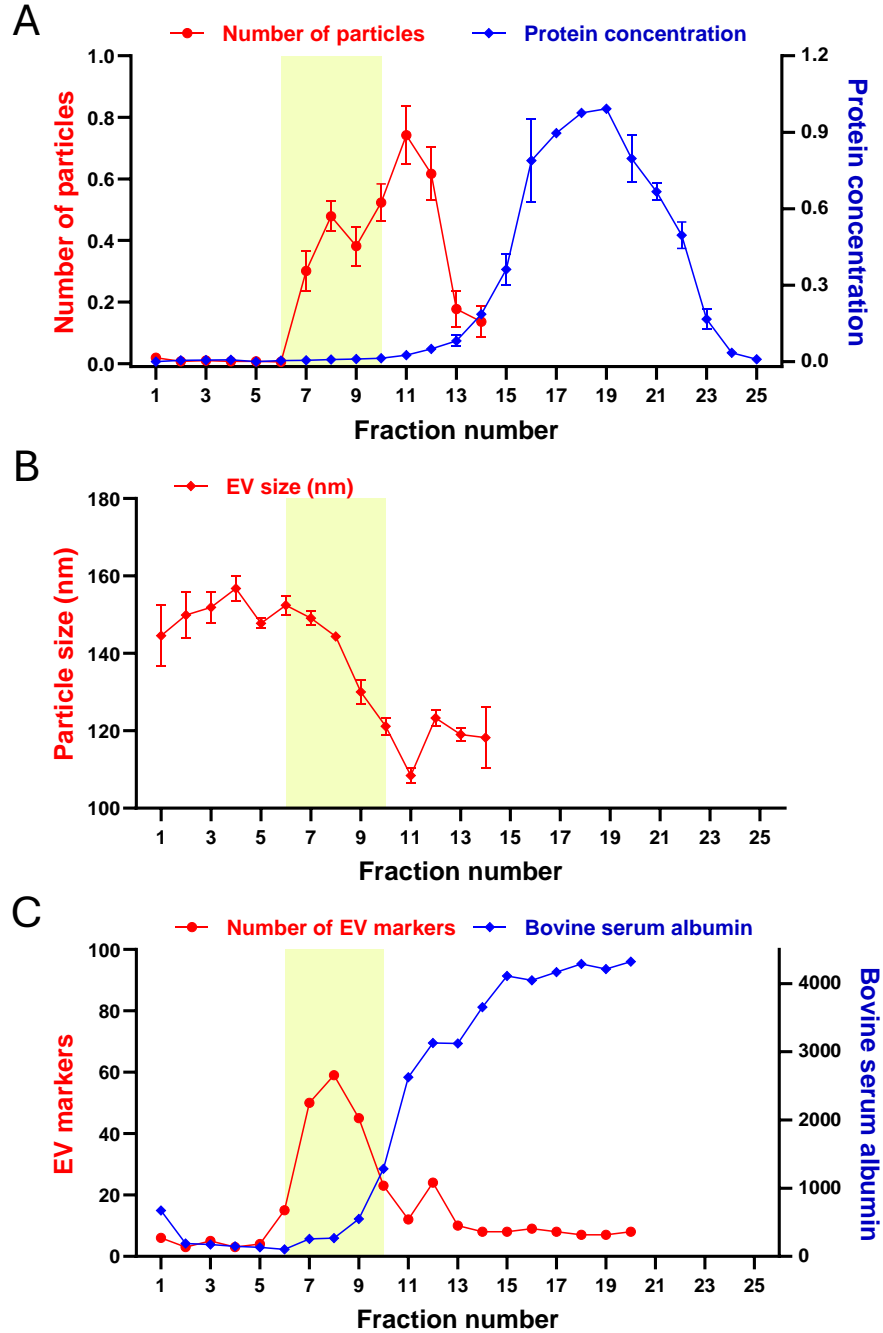 A
Number of particles
Protein concentration
1.0
0.8
0.6
0.4
0.2
0.0
Number of particles
1.2
0.9
0.6
0.3
0.0
Protein concentration
1 3 5 7 9 11 13 15 17 19 21 23 25
Fraction number
B
EV size (nm)
180
160
140
120
100
Particle size (nm)
1 3 5 7 9 11 13 15 17 19 21 23 25
Fraction number
C
Number of EV markers
Bovine serum albumin
100
80
60
40
20
0
EV markers
4000
3000
2000
1000
0
Bovine serum albumin
1 3 5 7 9 11 13 15 17 19 21 23 25
Fraction number